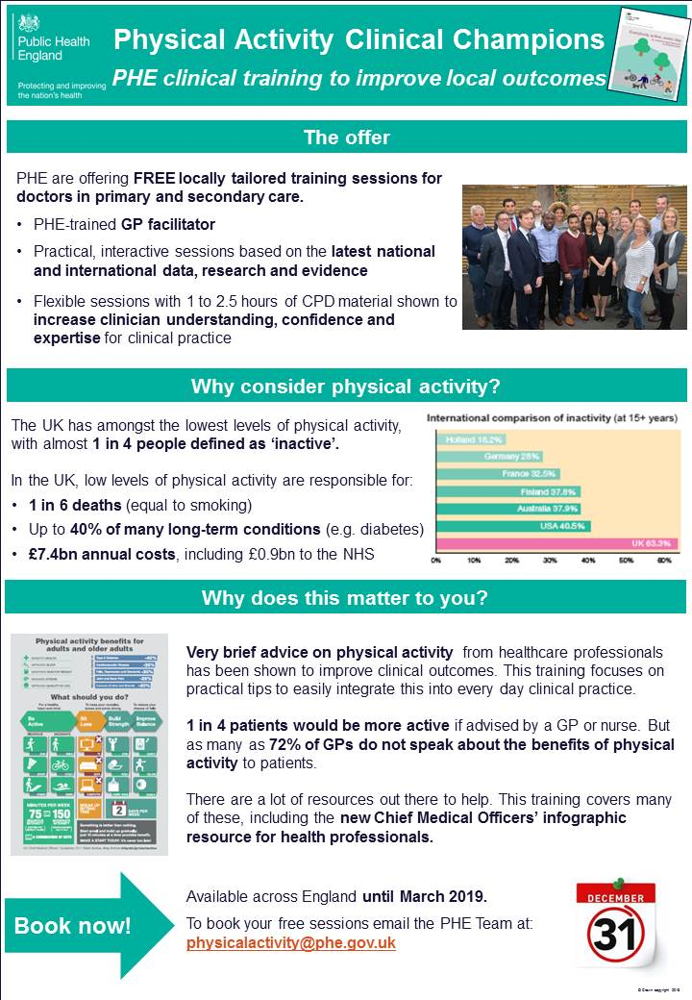 Public Health
England
Protecting and improving
the nation's health
Physical Activity Clinical Champions
PHE clinical training to improve local outcomes
The offer
PHE are offering FREE locally tailored training sessions for
doctors in primary and secondary care.
• PHE-trained GP facilitator
• Practical, interactive sessions based on the latest national
and international data, research and evidence
• Flexible sessions with 1 to 2.5 hours of CPD material shown to
increase clinician understanding, confidence and
expertise for clinical practice
Why consider physical activity?
The UK has amongst the lowest levels of physical activity,
with almost 1 in 4 people defined as ‘inactive’.
In the UK, low levels of physical activity are responsible for:
• 1 in 6 deaths (equal to smoking)
• Up to 40% of many long-term conditions (e.g. diabetes)
• £7.4bn annual costs, including £0.9bn to the NHS
International comparison of inactivity (at 15+ years)
Holland 18.2%
Germany 28%
France 32.5%
Finland 37.8%
Australia 37.9%
USA 40.5%
UK 63.3%
0% 10% 20% 30% 40% 50% 60%
Why does this matter to you?
Physical activity benefits for
adults and older adults
What should you do?
Be
Active
Sit
Less
Build
Strength
Improve
Balance
MINUTES PER WEEK
75 150
2 DAYS PER
WEEK
Very brief advice on physical activity from healthcare professionals
has been shown to improve clinical outcomes. This training focuses on
practical tips to easily integrate this into every day clinical practice.
1 in 4 patients would be more active if advised by a GP or nurse. But
as many as 72% of GPs do not speak about the benefits of physical
activity to patients.
There are a lot of resources out there to help. This training covers many
of these, including the new Chief Medical Officers’ infographic
resource for health professionals.
Book now!
Available across England until March 2019.
To book your free sessions email the PHE Team at:
physicalactivity@phe.gov.uk
DECEMBER
31